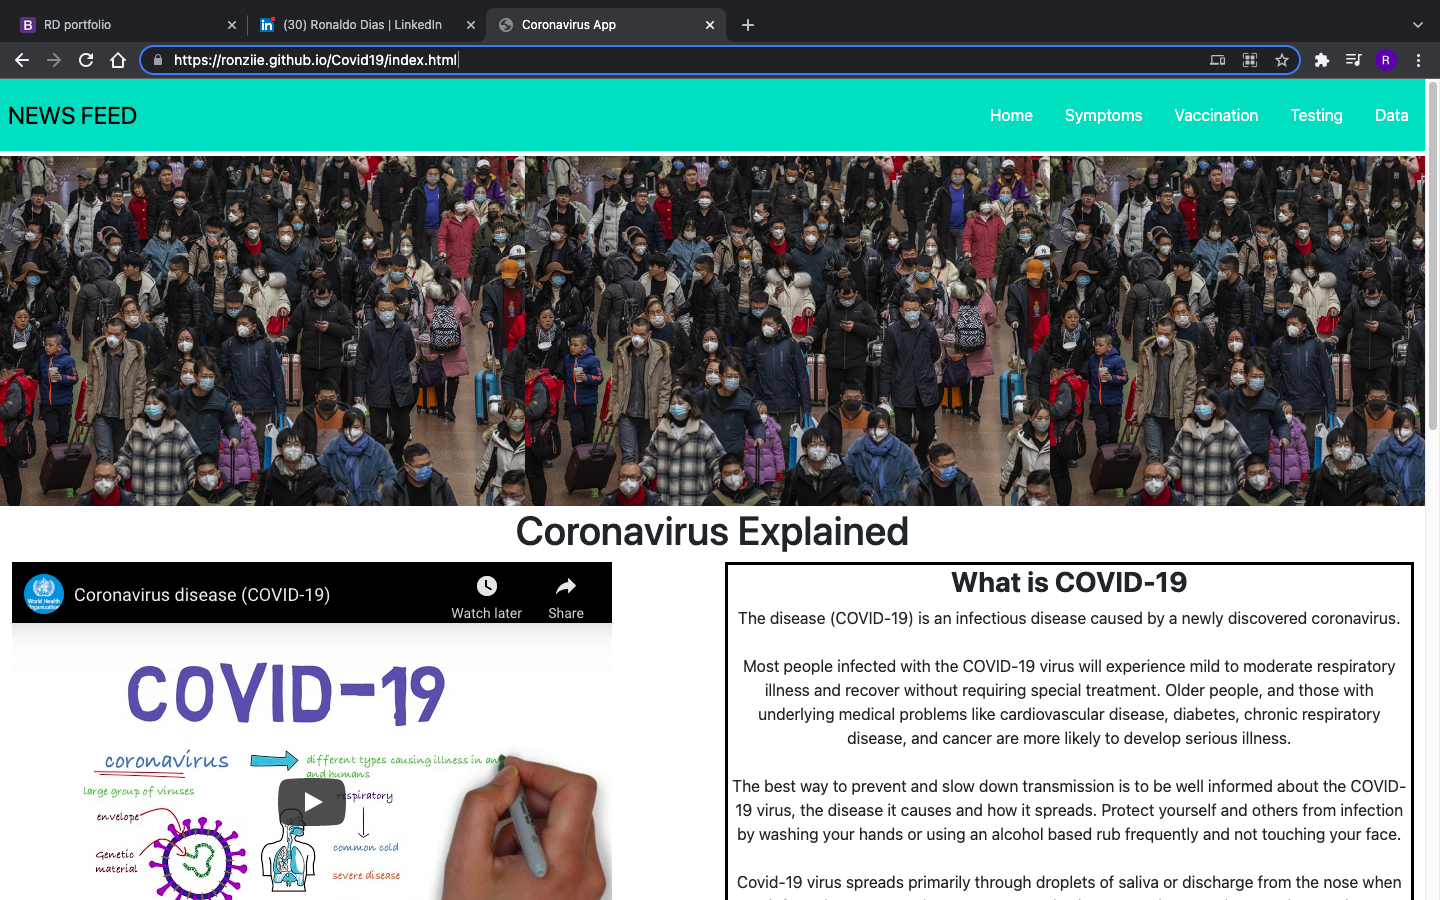 RD portfolio
(30) Ronaldo Dias | LinkedIn
Coronavirus App
https://ronziie.github.io/Covid19/index.html
R
NEWS FEED
Home
Symptoms
Vaccination
Testing
Data
Coronavirus Explained
World Health
Organization
Coronavirus disease (COVID-19)
Watch later
Share
COVID-19
coronavirus
different types causing illness in an
and humans
large group of viruses
respiratory
envelope
common cold
Genetic
material
severe disease
What is COVID-19
The disease (COVID-19) is an infectious disease caused by a newly discovered coronavirus.
Most people infected with the COVID-19 virus will experience mild to moderate respiratory
illness and recover without requiring special treatment. Older people, and those with
underlying medical problems like cardiovascular disease, diabetes, chronic respiratory
disease, and cancer are more likely to develop serious illness.
The best way to prevent and slow down transmission is to be well informed about the COVID-
19 virus, the disease it causes and how it spreads. Protect yourself and others from infection
by washing your hands or using an alcohol based rub frequently and not touching your face.
Covid-19 virus spreads primarily through droplets of saliva or discharge from the nose when